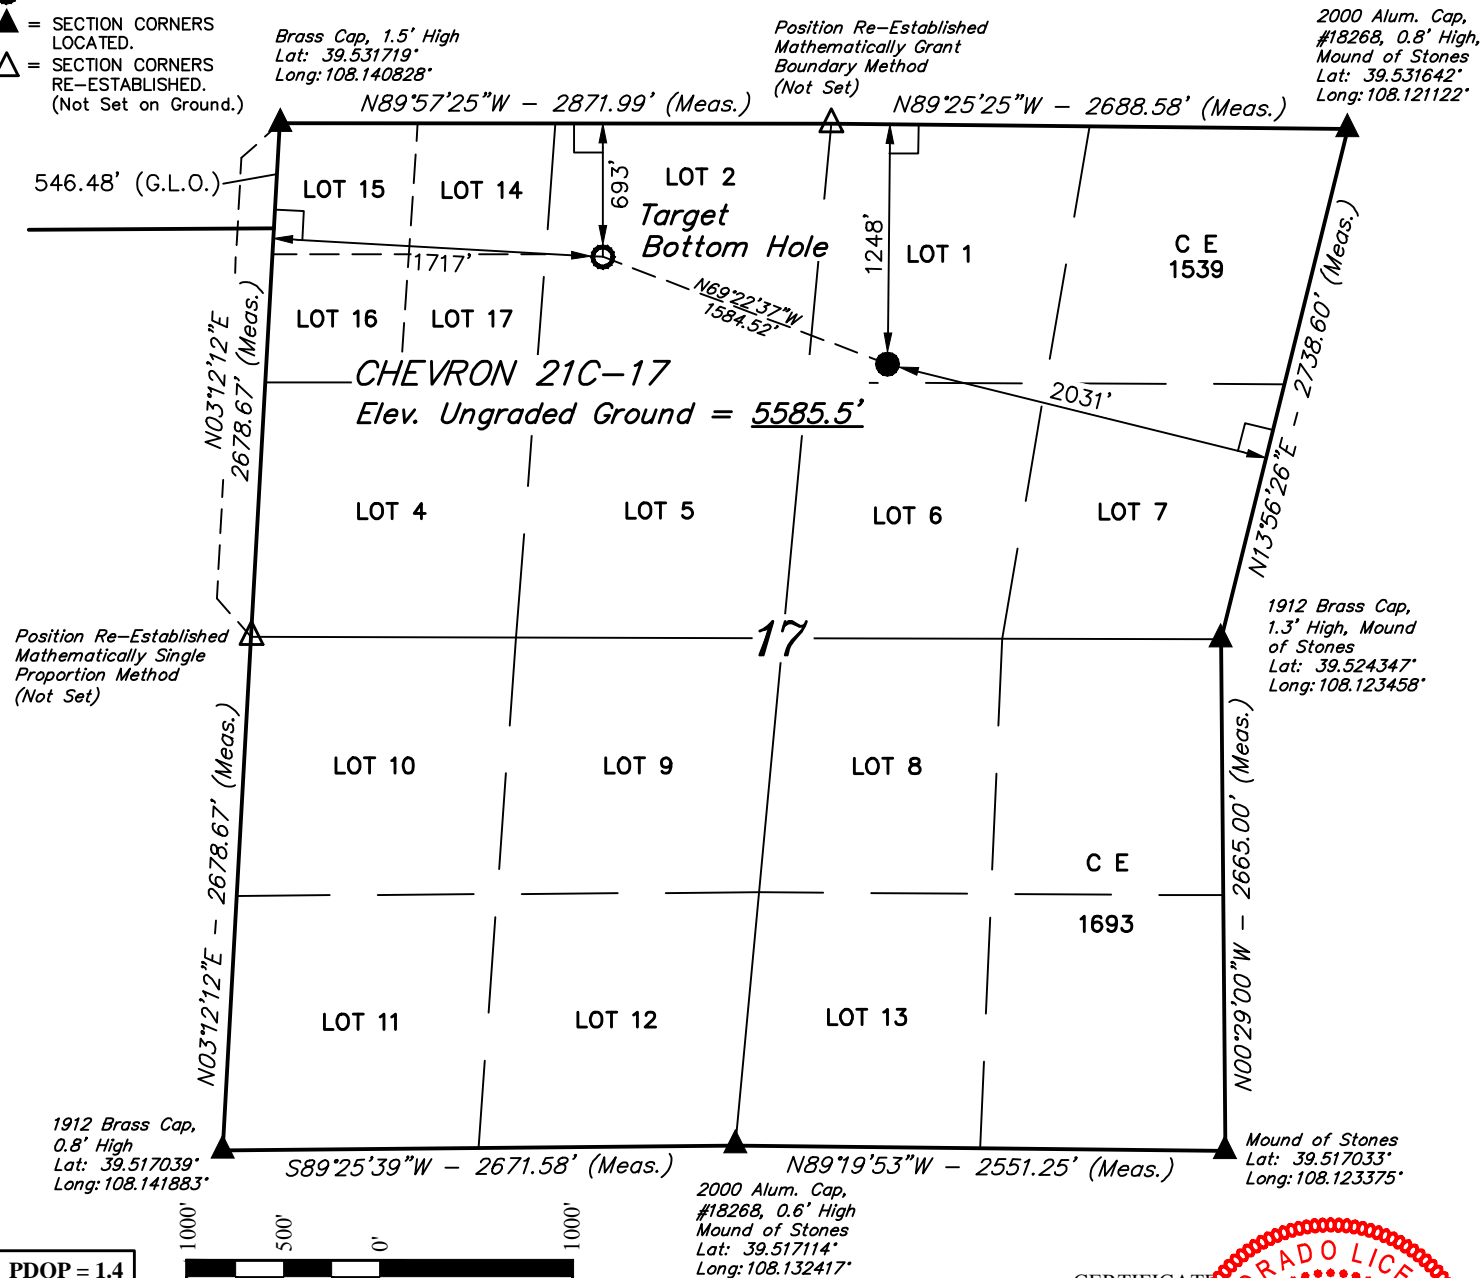 = SECTION CORNERS
LOCATED.
= SECTION CORNERS
RE-ESTABLISHED.
(Not Set on Ground.)
Brass Cap, 1.5' High
Lat: 39.531719°
Long: 108.140828°
Position Re-Established
Mathematically Grant
Boundary Method
(Not Set)
2000 Alum. Cap,
#18268, 0.8' High,
Mound of Stones
Lat: 39.531642°
Long: 108.121122°
N89°57'25"W - 2871.99' (Meas.)
N89°25'25"W - 2688.58' (Meas.)
546.48' (G.L.O.)
LOT 15
LOT 14
693'
LOT 2
Target
Bottom Hole
1248'
LOT 1
C E
1539
1717'
N69°22'37"W
1584.52'
LOT 16
LOT 17
N03°12'12"E
2678.67' (Meas.)
CHEVRON 21C-17
Elev. Ungraded Ground = 5585.5'
2031'
N13°56'26"E - 2738.60' (Meas.)
LOT 4
LOT 5
LOT 6
LOT 7
Position Re-Established
Mathematically Single
Proportion Method
(Not Set)
17
1912 Brass Cap,
1.3' High, Mound
of Stones
Lat: 39.524347°
Long: 108.123458°
N03°12'12"E - 2678.67' (Meas.)
LOT 10
LOT 9
LOT 8
C E
1693
N00°29'00"W - 2665.00' (Meas.)
LOT 11
LOT 12
LOT 13
1912 Brass Cap,
0.8' High
Lat: 39.517039°
Long: 108.141883°
S89°25'39"W - 2671.58' (Meas.)
N89°19'53"W - 2551.25' (Meas.)
Mound of Stones
Lat: 39.517033°
Long: 108.123375°
2000 Alum. Cap,
#18268, 0.6' High
Mound of Stones
Lat: 39.517114°
Long: 108.132417°
1000'
500'
0'
1000'
PDOP = 1.4
CERTIFICATE
ORADO LICE